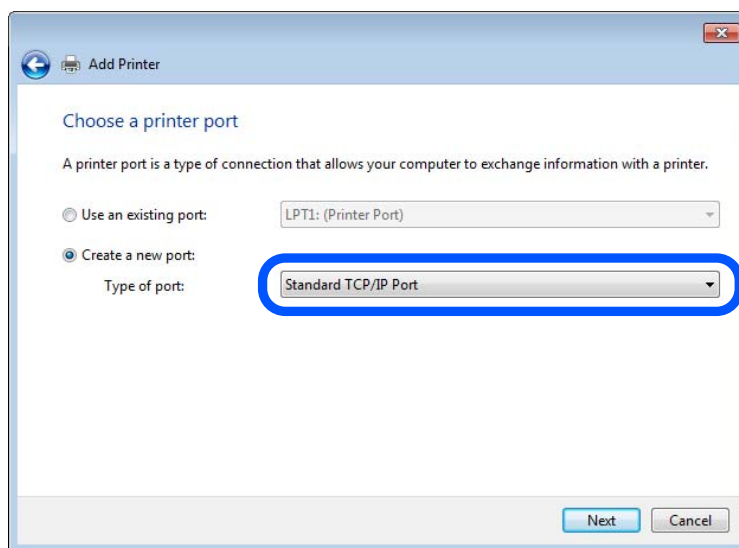 Add Printer
Choose a printer port
A printer port is a type of connection that allows your computer to exchange information with a printer.
Use an existing port: LPT1: (Printer Port)
Create a new port:
Type of port: Standard TCP/IP Port
Next Cancel